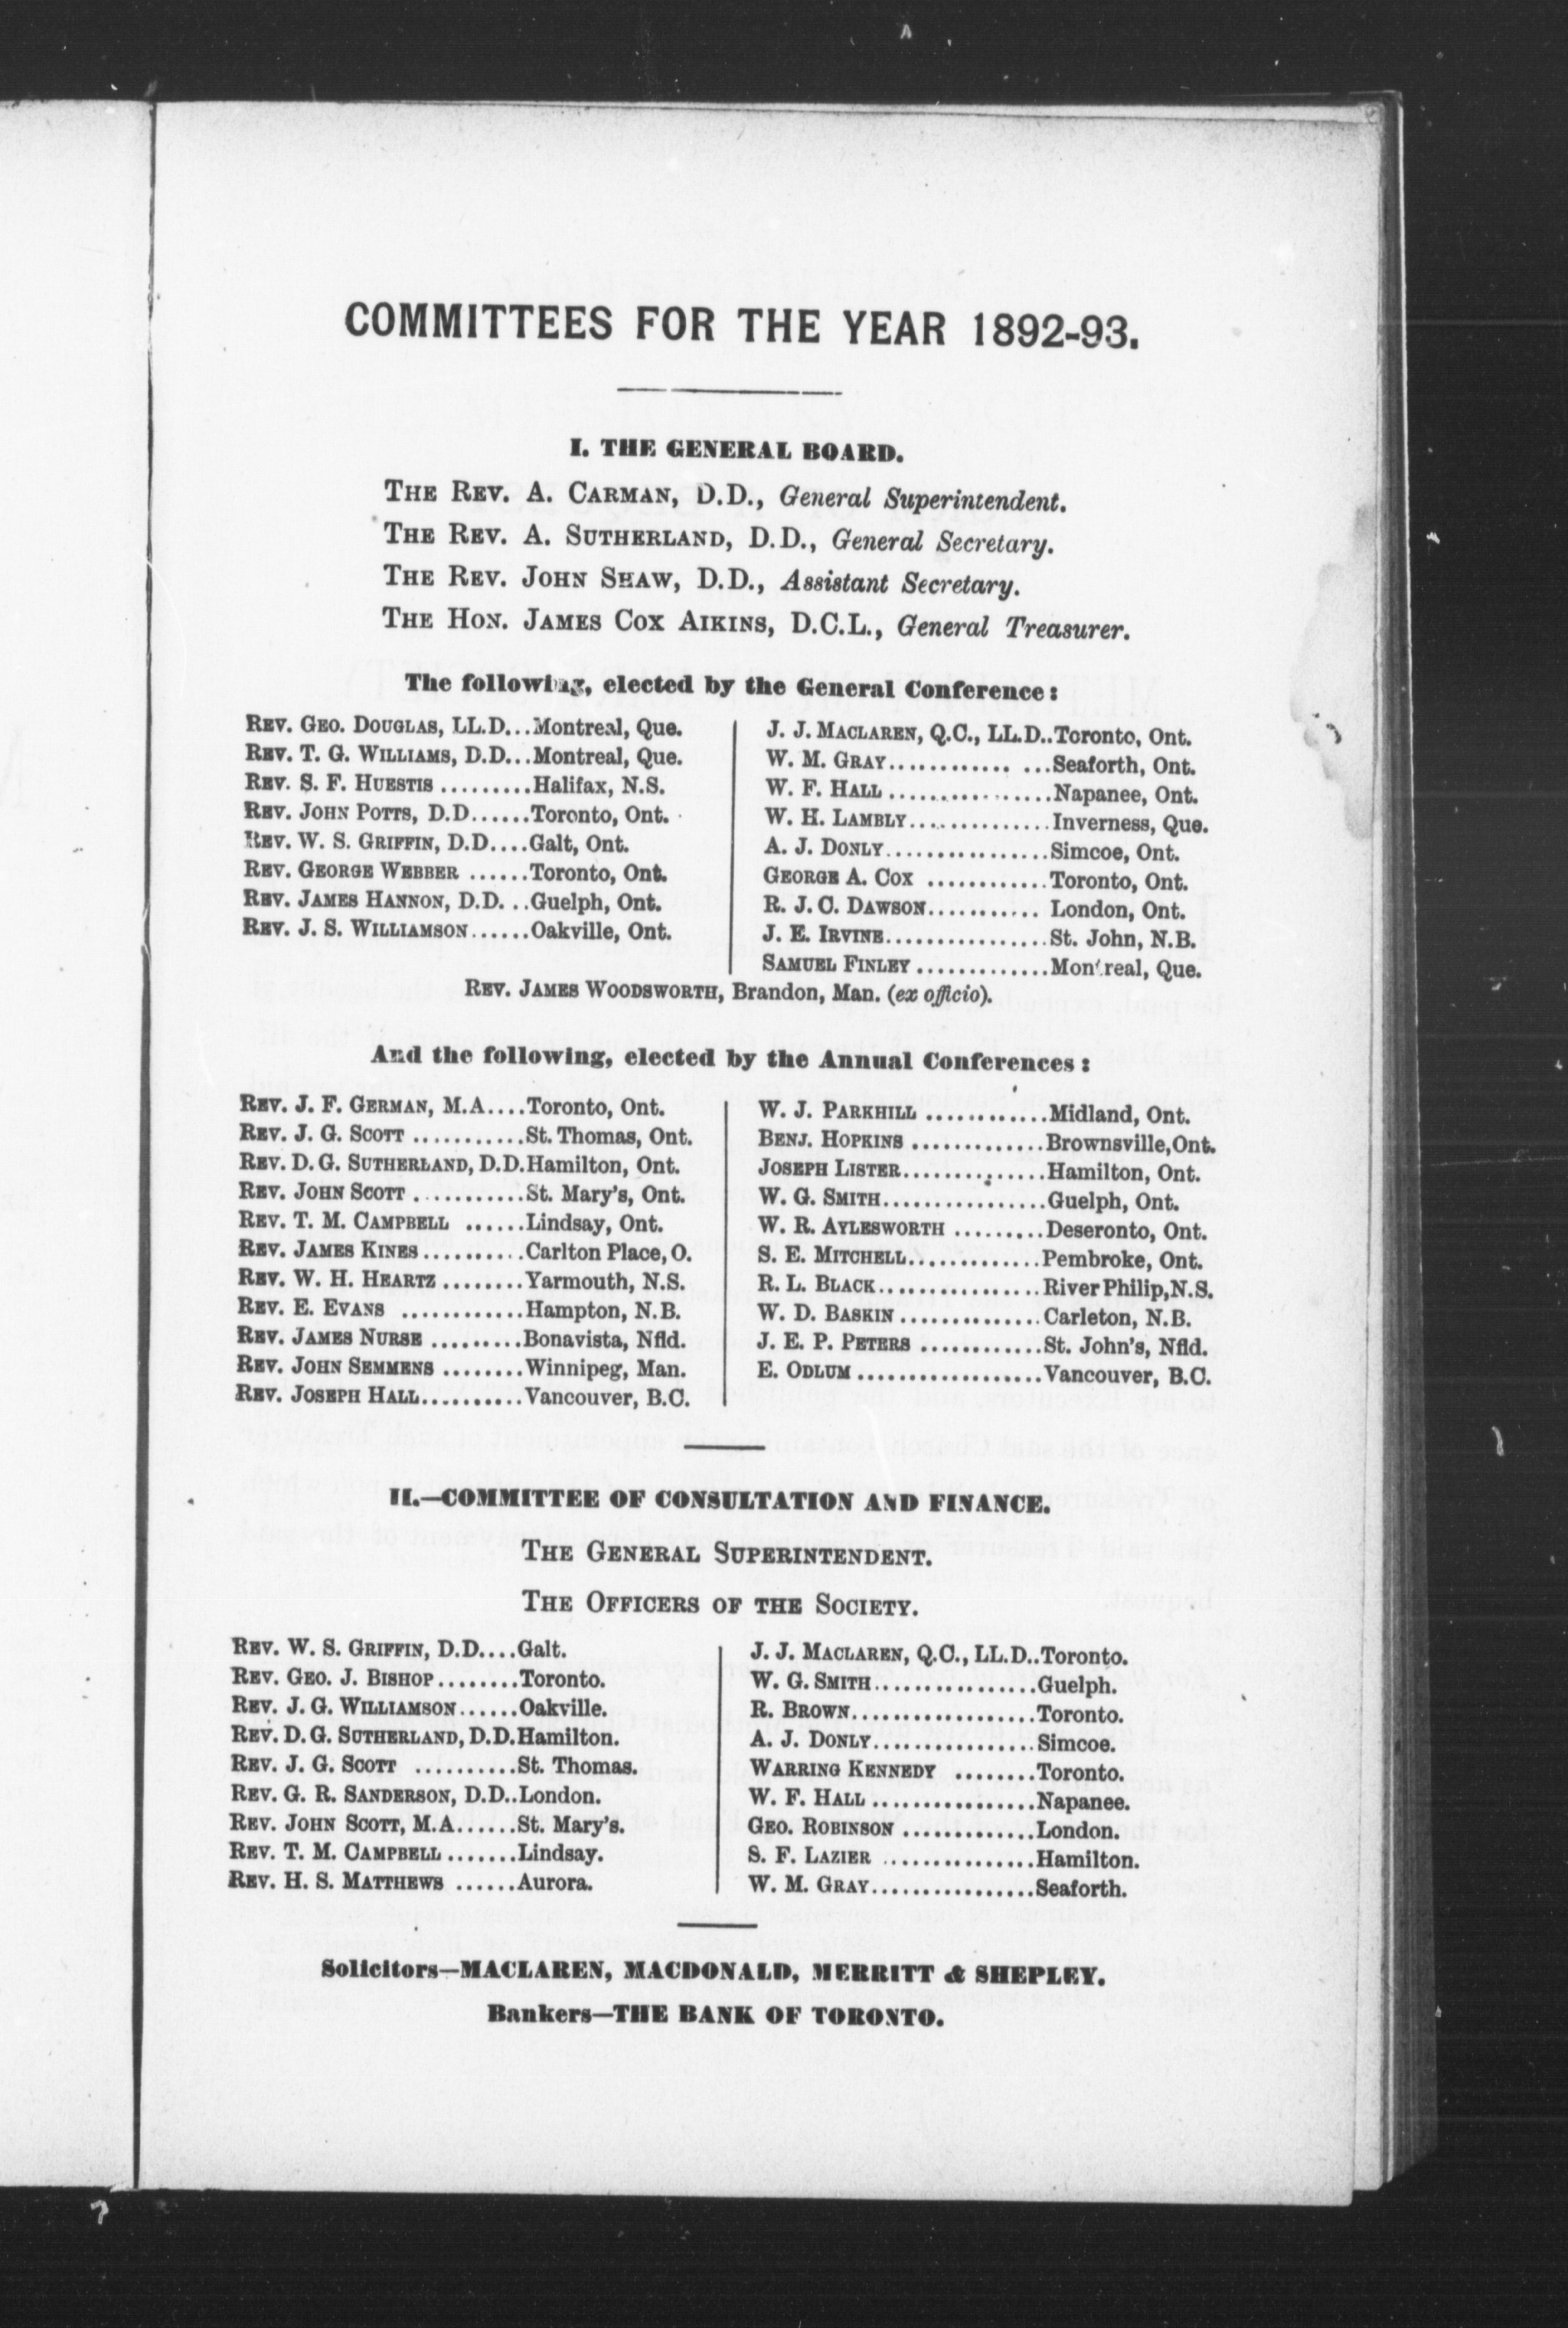 COMMITTEES FOR THE YEAR 1892-93.
I. THE GENERAL BOARD.
THE REV. A. CARMAN, D.D., General Superintendent.
THE REV. A. SUTHERLAND, D.D., General Secretary.
THE REV. JOHN SHAW, D.D., Assistant Secretary.
THE HON. JAMES COX AIKINS, D.C.L., General Treasurer.
The following, elected by the General Conference:
REV. GEO. DOUGLAS, LL.D...Montreal, Que.
REV. T. G. WILLIAMS, D.D...Montreal, Que.
REV. S. F. HUESTIS .........Halifax, N.S.
REV. JOHN POTTS, D.D......Toronto, Ont.
REV. W. S. GRIFFIN, D.D....Galt, Ont.
REV. GEORGE WEBBER ......Toronto, Ont.
REV. JAMES HANNON, D.D. ..Guelph, Ont.
REV. J. S. WILLIAMSON......Oakville, Ont.
J. J. MACLAREN, Q.C., LL.D..Toronto, Ont.
W. M. GRAY............ ...Seaforth, Ont.
W. F. HALL ................Napanee, Ont.
W. H. LAMBLY..............Inverness, Que.
A. J. DONLY................Simcoe, Ont.
GEORGE A. COX ............Toronto, Ont.
R. J. C. DAWSON........... London, Ont.
J. E. IRVINE................St. John, N.B.
SAMUEL FINLEY .............Montreal, Que.
REV. JAMES WOODSWORTH, Brandon, Man. (ex officio).
And the following, elected by the Annual Conferences:
REV. J. F. GERMAN, M.A....Toronto, Ont.
REV. J. G. SCOTT ...........St. Thomas, Ont.
REV. D. G. SUTHERLAND, D.D.Hamilton, Ont.
REV. JOHN SCOTT ...........St. Mary's, Ont.
REV. T. M. CAMPBELL ......Lindsay, Ont.
REV. JAMES KINES..........Carlton Place, O.
REV. W. H. HEARTZ ........Yarmouth, N.S.
REV. E. EVANS ............Hampton, N.B.
REV. JAMES NURSE .........Bonavista, Nfld.
REV. JOHN SEMMENS ........Winnipeg, Man.
REV. JOSEPH HALL..........Vancouver, B.C.
W. J. PARKHILL ............Midland, Ont.
BENJ. HOPKINS .............Brownsville, Ont.
JOSEPH LISTER..............Hamilton, Ont.
W. G. SMITH................Guelph, Ont.
W. R. AYLESWORTH .........Deseronto, Ont.
S. E. MITCHELL.............Pembroke, Ont.
R. L. BLACK................River Philip, N.S.
W. D. BASKIN ..............Carleton, N.B.
J. E. P. PETERS ............St. John's, Nfld.
E. ODLUM ..................Vancouver, B.C.
II.—COMMITTEE OF CONSULTATION AND FINANCE.
THE GENERAL SUPERINTENDENT.
THE OFFICERS OF THE SOCIETY.
REV. W. S. GRIFFIN, D.D....Galt.
REV. GEO. J. BISHOP........Toronto.
REV. J. G. WILLIAMSON......Oakville.
REV. D. G. SUTHERLAND, D.D.Hamilton.
REV. J. G. SCOTT ..........St. Thomas.
REV. G. R. SANDERSON, D.D..London.
REV. JOHN SCOTT, M.A......St. Mary's.
REV. T. M. CAMPBELL .......Lindsay.
REV. H. S. MATTHEWS ......Aurora.
J. J. MACLAREN, Q.C., LL.D..Toronto.
W. G. SMITH................Guelph.
R. BROWN..................Toronto.
A. J. DONLY................Simcoe.
WARRING KENNEDY ........Toronto.
W. F. HALL ................Napanee.
GEO. ROBINSON .............London.
S. F. LAZIER ...............Hamilton.
W. M. GRAY................Seaforth.
Solicitors—MACLAREN, MACDONALD, MERRITT & SHEPLEY.
Bankers—THE BANK OF TORONTO.